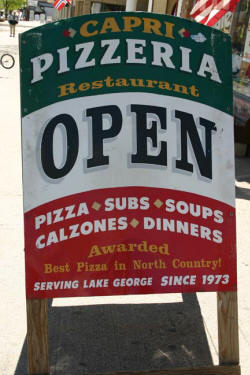 CAPRI
PIZZERIA
Restaurant
OPEN
PIZZA ◆ SUBS ◆ SOUPS
CALZONES ◆ DINNERS
Awarded
Best Pizza in North Country!
SERVING LAKE GEORGE SINCE 1973